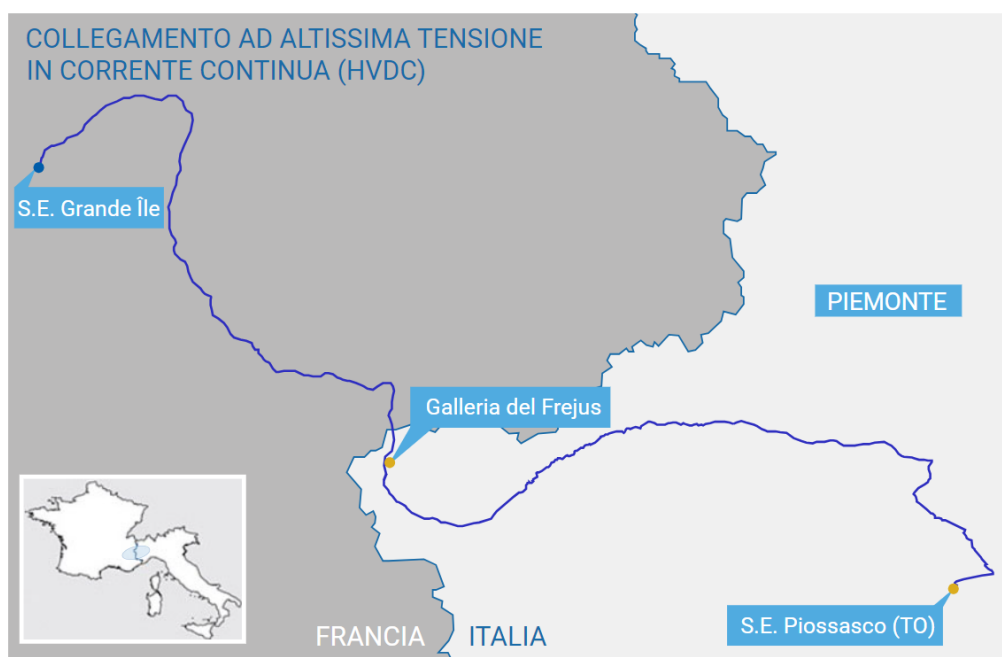 COLLEGAMENTO AD ALTISSIMA TENSIONE
IN CORRENTE CONTINUA (HVDC)
S.E. Grande Île
PIEMONTE
Galleria del Frejus
S.E. Piossasco (TO)
FRANCIA
ITALIA